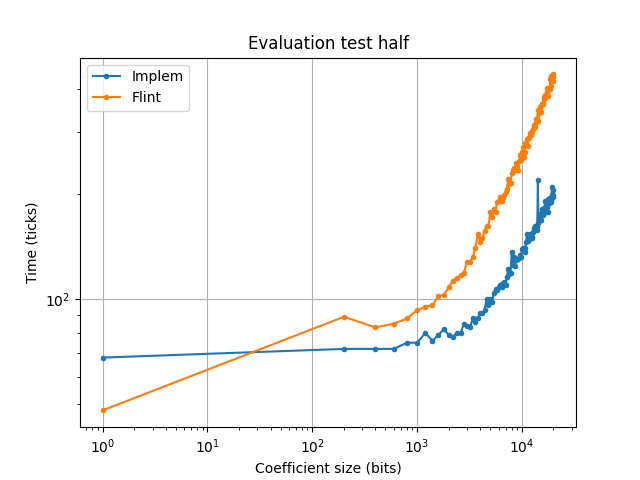 Evaluation test half
Implem
Flint
Time (ticks)
10²
10⁰
10¹
10²
10³
10⁴
Coefficient size (bits)